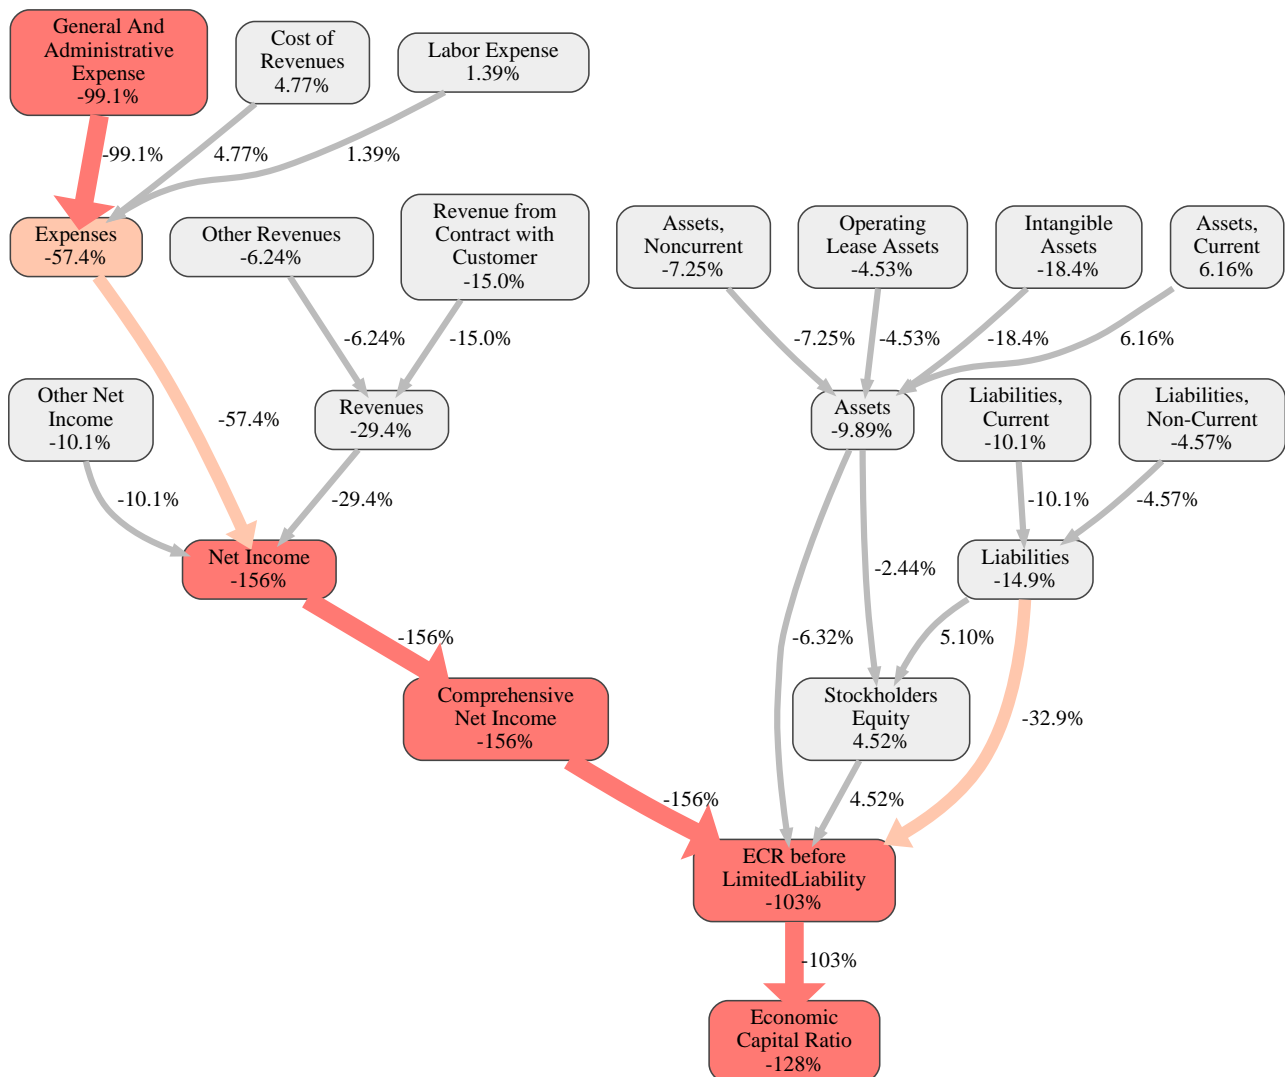 General And
Administrative
Expense
-99.1%
Cost of
Revenues
4.77%
Labor Expense
1.39%
-99.1%
4.77%
1.39%
Expenses
-57.4%
Other Revenues
-6.24%
Revenue from
Contract with
Customer
-15.0%
Assets,
Noncurrent
-7.25%
Operating
Lease Assets
-4.53%
Intangible
Assets
-18.4%
Assets,
Current
6.16%
-6.24%
-15.0%
-7.25%
-4.53%
-18.4%
6.16%
Other Net
Income
-10.1%
-57.4%
Revenues
-29.4%
Assets
-9.89%
Liabilities,
Current
-10.1%
Liabilities,
Non-Current
-4.57%
-10.1%
-29.4%
-10.1%
-4.57%
Net Income
-156%
-2.44%
Liabilities
-14.9%
-156%
-6.32%
5.10%
Comprehensive
Net Income
-156%
Stockholders
Equity
4.52%
-32.9%
-156%
4.52%
ECR before
LimitedLiability
-103%
-103%
Economic
Capital Ratio
-128%